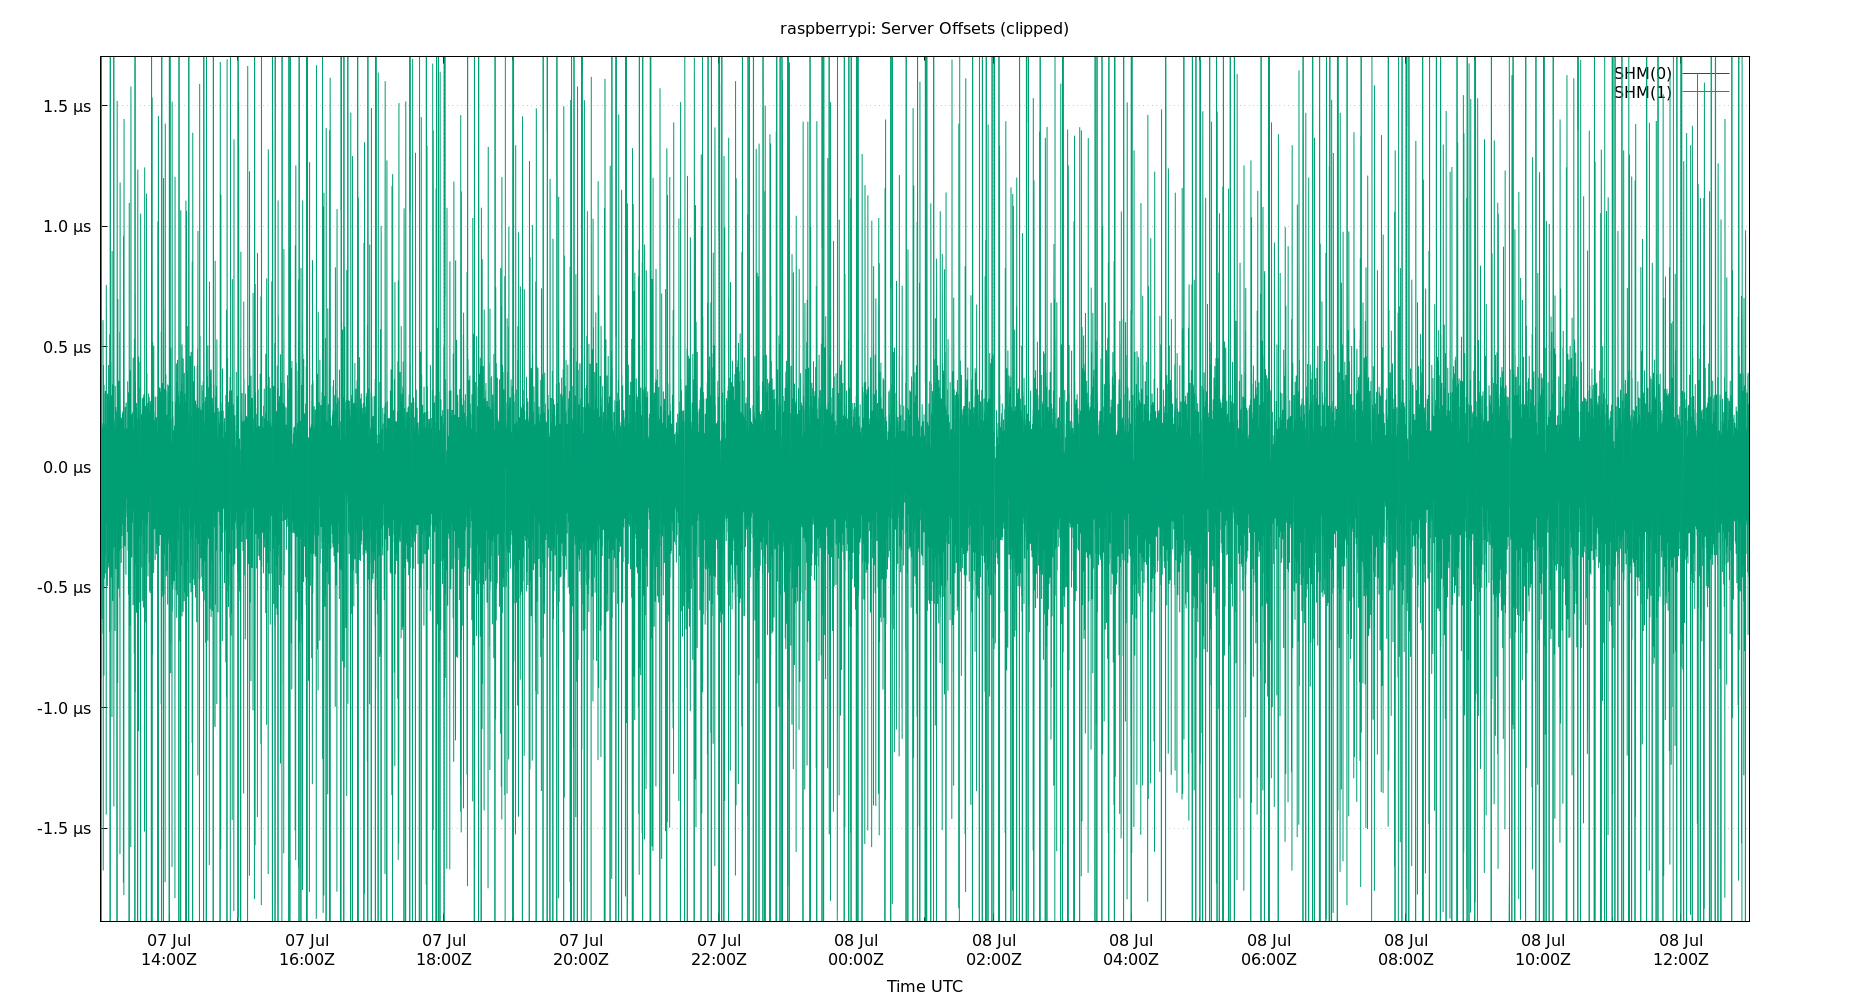 raspberrypi: Server Offsets (clipped)
SHM(0)
SHM(1)
1.5 µs
1.0 µs
0.5 µs
0.0 µs
-0.5 µs
-1.0 µs
-1.5 µs
07 Jul 07 Jul 07 Jul 07 Jul 07 Jul 08 Jul 08 Jul 08 Jul 08 Jul 08 Jul 08 Jul 08 Jul
14:00Z 16:00Z 18:00Z 20:00Z 22:00Z 00:00Z 02:00Z 04:00Z 06:00Z 08:00Z 10:00Z 12:00Z
Time UTC